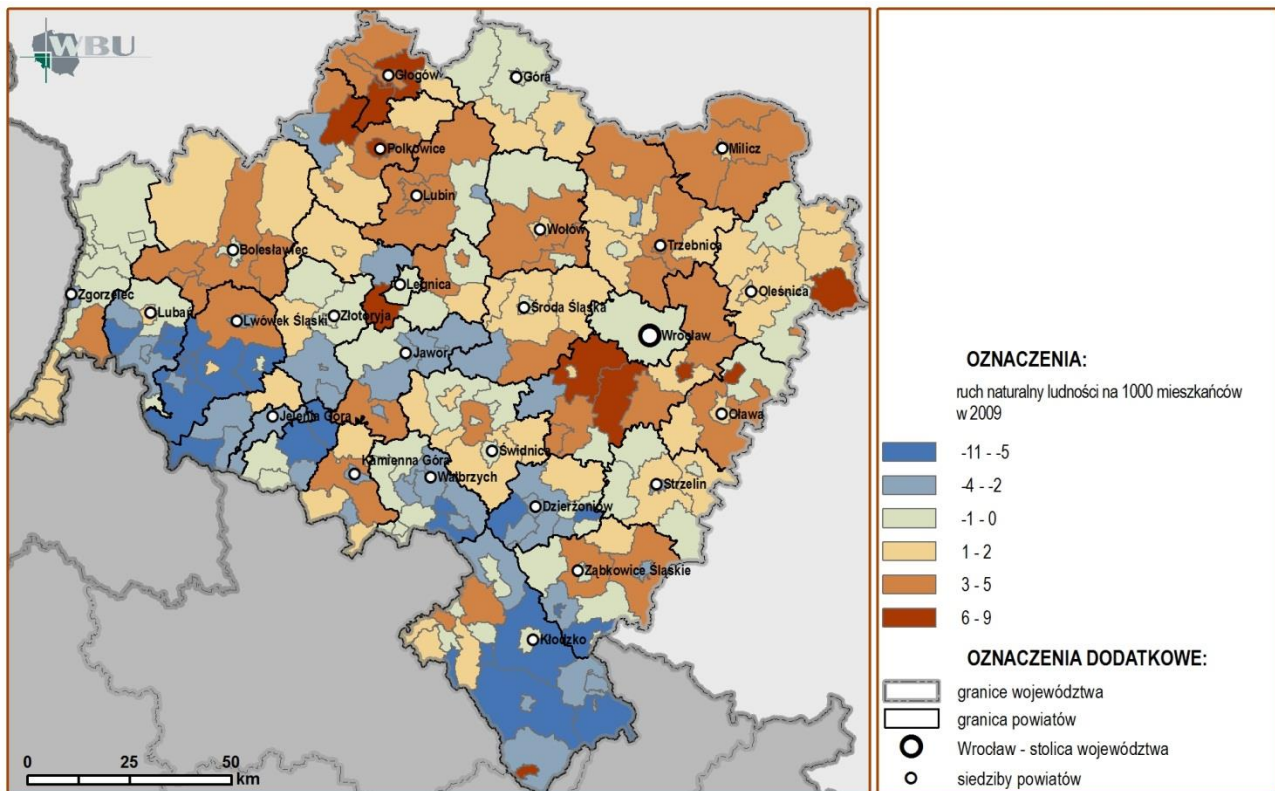 WBU
Głogów
Góra
Polkowice
Milicz
Lubin
Wołów
Trzebnica
Bolesławiec
Legnica
Oleśnica
Zgorzelec
Lubań
Lwówek Śląski
Złotoryja
Środa Śląska
Wrocław
Jawor
Jelenia Góra
Oława
Świdnica
Kamienna Góra
Wałbrzych
Strzelin
Dzierżoniów
Ząbkowice Śląskie
Kłodzko
0 25 50
km
OZNACZENIA:
ruch naturalny ludności na 1000 mieszkańców
w 2009
-11 - -5
-4 - -2
-1 - 0
1 - 2
3 - 5
6 - 9
OZNACZENIA DODATKOWE:
granice województwa
granica powiatów
Wrocław - stolica województwa
siedziby powiatów